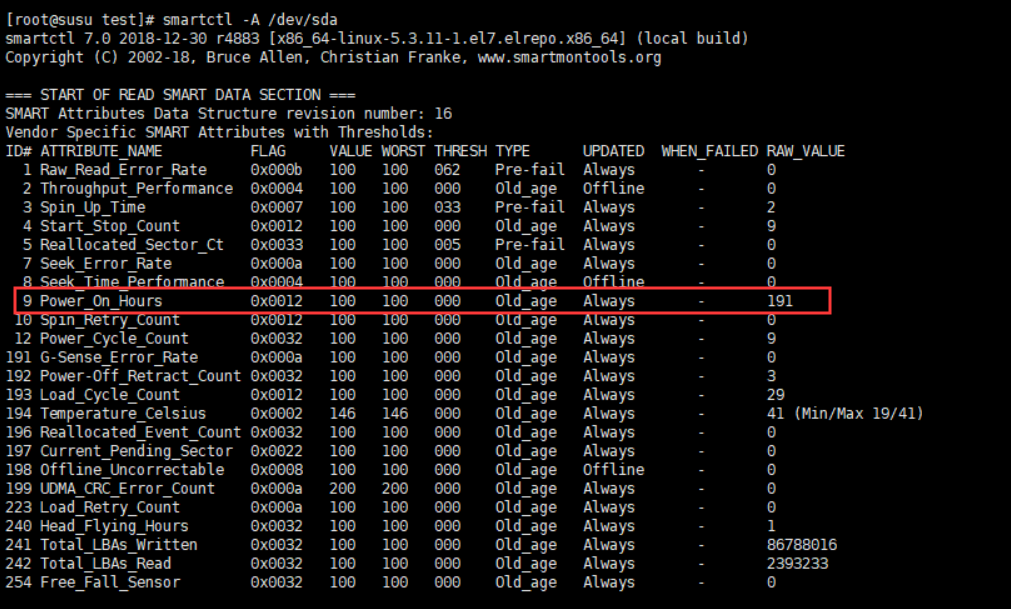 [root@susu test]# smartctl -A /dev/sda
smartctl 7.0 2018-12-30 r4883 [x86_64-linux-5.3.11-1.el7.elrepo.x86_64] (local build)
Copyright (C) 2002-18, Bruce Allen, Christian Franke, www.smartmontools.org

=== START OF READ SMART DATA SECTION ===
SMART Attributes Data Structure revision number: 16
Vendor Specific SMART Attributes with Thresholds:
ID# ATTRIBUTE_NAME          FLAG     VALUE WORST THRESH TYPE      UPDATED  WHEN_FAILED RAW_VALUE
  1 Raw_Read_Error_Rate     0x000b   100   100   062    Pre-fail  Always       -       0
  2 Throughput_Performance  0x0004   100   100   000    Old_age   Offline      -       0
  3 Spin_Up_Time            0x0007   100   100   033    Pre-fail  Always       -       2
  4 Start_Stop_Count        0x0012   100   100   000    Old_age   Always       -       9
  5 Reallocated_Sector_Ct   0x0033   100   100   005    Pre-fail  Always       -       0
  7 Seek_Error_Rate         0x000a   100   100   000    Old_age   Always       -       0
  8 Seek_Time_Performance   0x0004   100   100   000    Old_age   Offline      -       0
  9 Power_On_Hours          0x0012   100   100   000    Old_age   Always       -       191
 10 Spin_Retry_Count        0x0012   100   100   000    Old_age   Always       -       0
 12 Power_Cycle_Count       0x0032   100   100   000    Old_age   Always       -       9
191 G-Sense_Error_Rate      0x000a   100   100   000    Old_age   Always       -       0
192 Power-Off_Retract_Count 0x0032   100   100   000    Old_age   Always       -       3
193 Load_Cycle_Count        0x0012   100   100   000    Old_age   Always       -       29
194 Temperature_Celsius     0x0002   146   146   000    Old_age   Always       -       41 (Min/Max 19/41)
196 Reallocated_Event_Count 0x0032   100   100   000    Old_age   Always       -       0
197 Current_Pending_Sector  0x0022   100   100   000    Old_age   Always       -       0
198 Offline_Uncorrectable   0x0008   100   100   000    Old_age   Offline      -       0
199 UDMA_CRC_Error_Count    0x000a   200   200   000    Old_age   Always       -       0
223 Load_Retry_Count        0x000a   100   100   000    Old_age   Always       -       0
240 Head_Flying_Hours       0x0032   100   100   000    Old_age   Always       -       1
241 Total_LBAs_Written      0x0032   100   100   000    Old_age   Always       -       86788016
242 Total_LBAs_Read         0x0032   100   100   000    Old_age   Always       -       2393233
254 Free_Fall_Sensor        0x0032   100   100   000    Old_age   Always       -       0